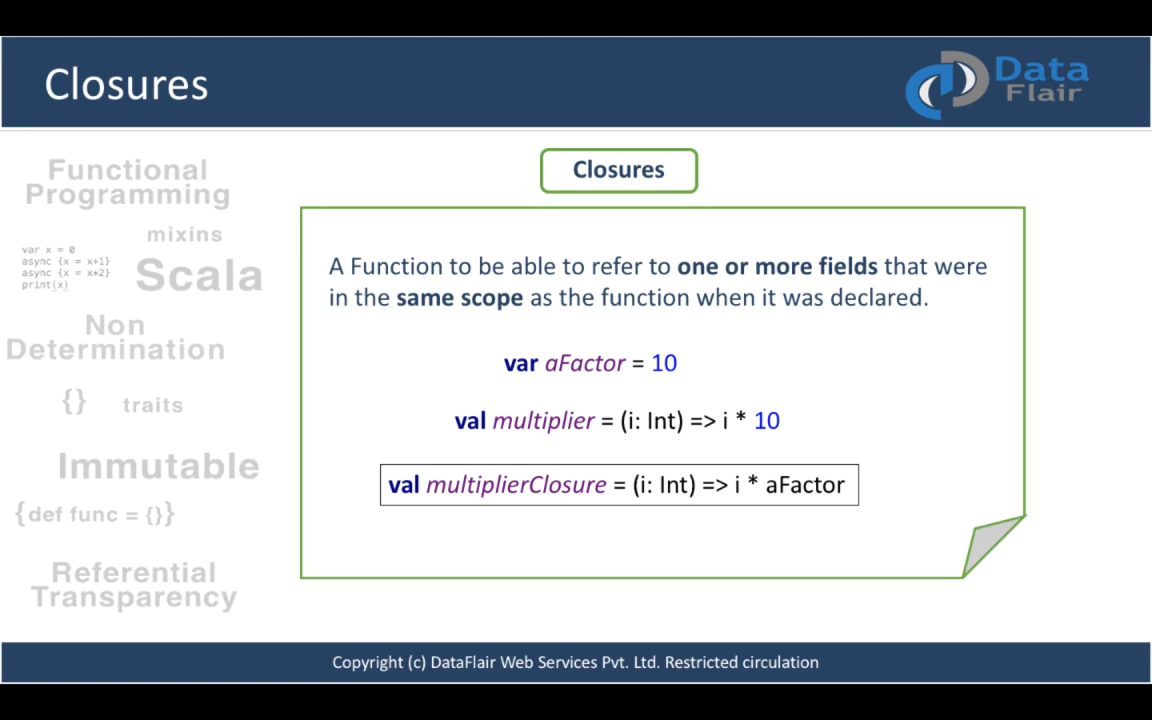 Closures
Data
Flair
Functional
Programming
mixins
var x = 0
async {x = x+1}
async {x = x*2}
print(x)
Scala
Non
Determination
{} traits
Immutable
{def func = {}}
Referential
Transparency
Closures
A Function to be able to refer to one or more fields that were
in the same scope as the function when it was declared.
var aFactor = 10
val multiplier = (i: Int) => i * 10
val multiplierClosure = (i: Int) => i * aFactor
Copyright (c) DataFlair Web Services Pvt. Ltd. Restricted circulation